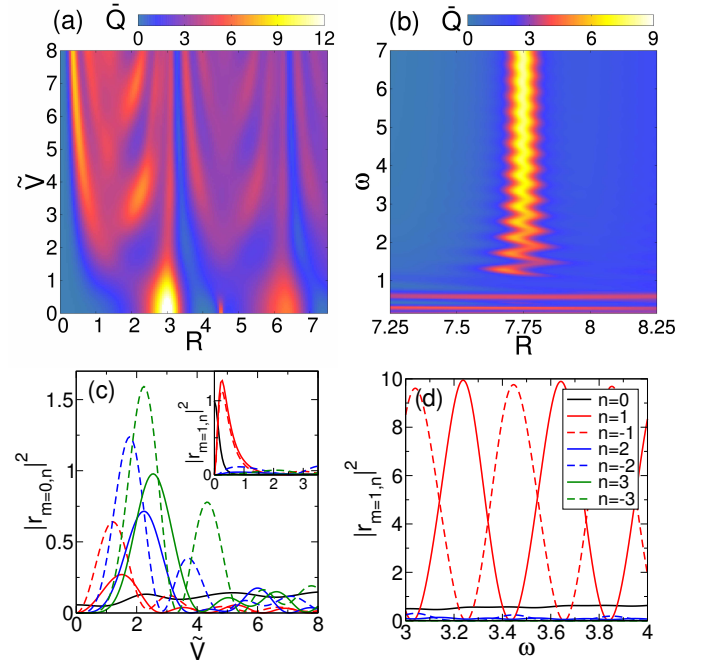 (a) Q̄ 0 3 6 9 12
8
7
6
5
4
3
2
1
0
Ṽ
0 1 2 3 4 5 6 7
R
(b) Q̄ 0 3 6 9
7
6
5
4
3
2
1
ω
7.25 7.5 7.75 8 8.25
R
(c)
1.5
1
0.75
0.25
0
|r_{m=0,n}|²
0 2 4 6 8
Ṽ
|r_{m=1,n}|²
1
0
0 1 2 3
(d)
10
8
6
4
2
0
|r_{m=1,n}|²
3 3.2 3.4 3.6 3.8 4
ω
n=0
n=1
n=-1
n=2
n=-2
n=3
n=-3